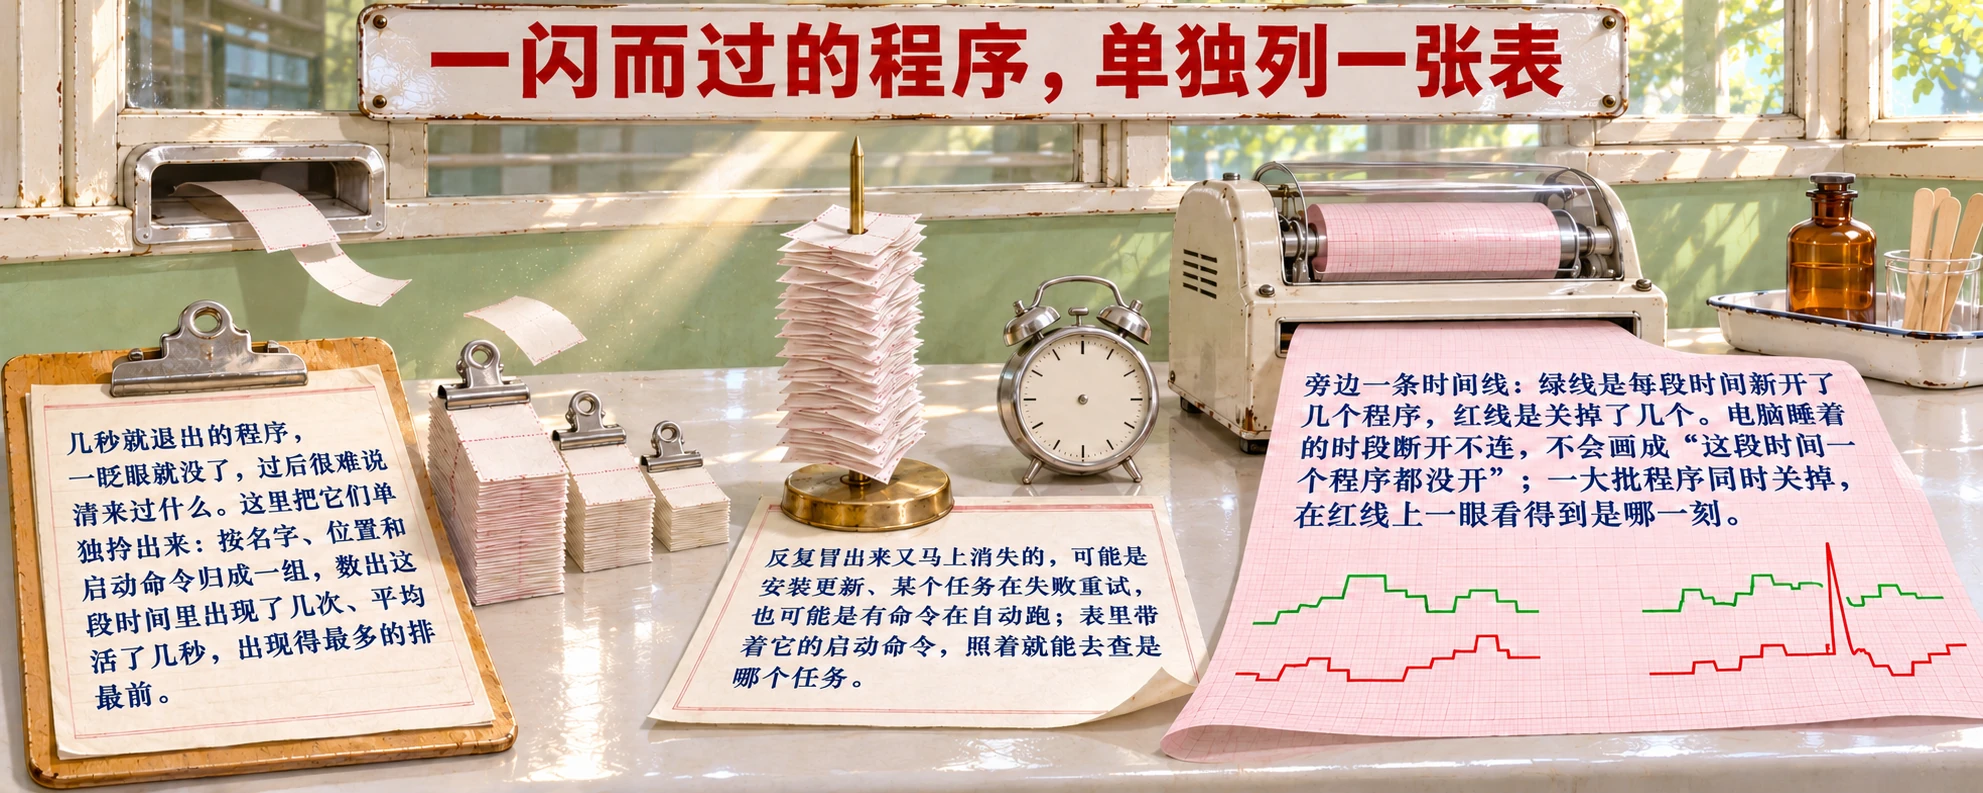 一闪而过的程序，单独列一张表
几秒就退出的程序，
一眨眼就没了，过后很难说
清来过什么。这里把它们单
独拎出来：按名字、位置和
启动命令归成一组，数出这
段时间里出现了几次、平均
活了几秒，出现得最多的排
最前。
反复冒出来又马上消失的，可能是
安装更新、某个任务在失败重试，
也可能是有命令在自动跑；表里带
着它的启动命令，照着就能去查是
哪个任务。
旁边一条时间线：绿线是每段时间新开了
几个程序，红线是关掉了几个。电脑睡着
的时段断开不连，不会画成“这段时间一
个程序都没开”；一大批程序同时关掉，
在红线上一眼看得到是哪一刻。